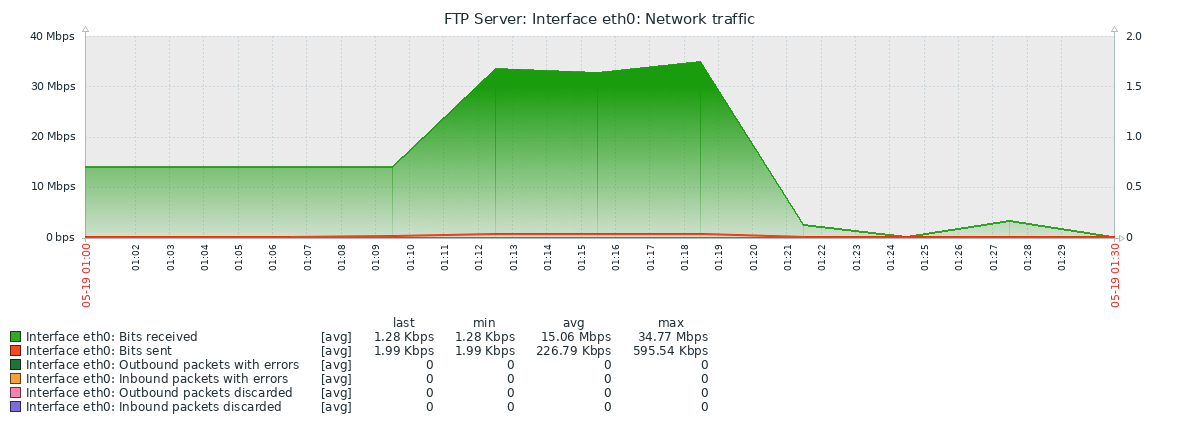 FTP Server: Interface eth0: Network traffic
40 Mbps 2.0
30 Mbps 1.5
20 Mbps 1.0
10 Mbps 0.5
0 bps 0
05-19 01:00 01:02 01:03 01:04 01:05 01:06 01:07 01:08 01:09 01:10 01:11 01:12 01:13 01:14 01:15 01:16 01:17 01:18 01:19 01:20 01:21 01:22 01:23 01:24 01:25 01:26 01:27 01:28 01:29 05-19 01:30
last min avg max
Interface eth0: Bits received [avg] 1.28 Kbps 1.28 Kbps 15.06 Mbps 34.77 Mbps
Interface eth0: Bits sent [avg] 1.99 Kbps 1.99 Kbps 226.79 Kbps 595.54 Kbps
Interface eth0: Outbound packets with errors [avg] 0 0 0 0
Interface eth0: Inbound packets with errors [avg] 0 0 0 0
Interface eth0: Outbound packets discarded [avg] 0 0 0 0
Interface eth0: Inbound packets discarded [avg] 0 0 0 0